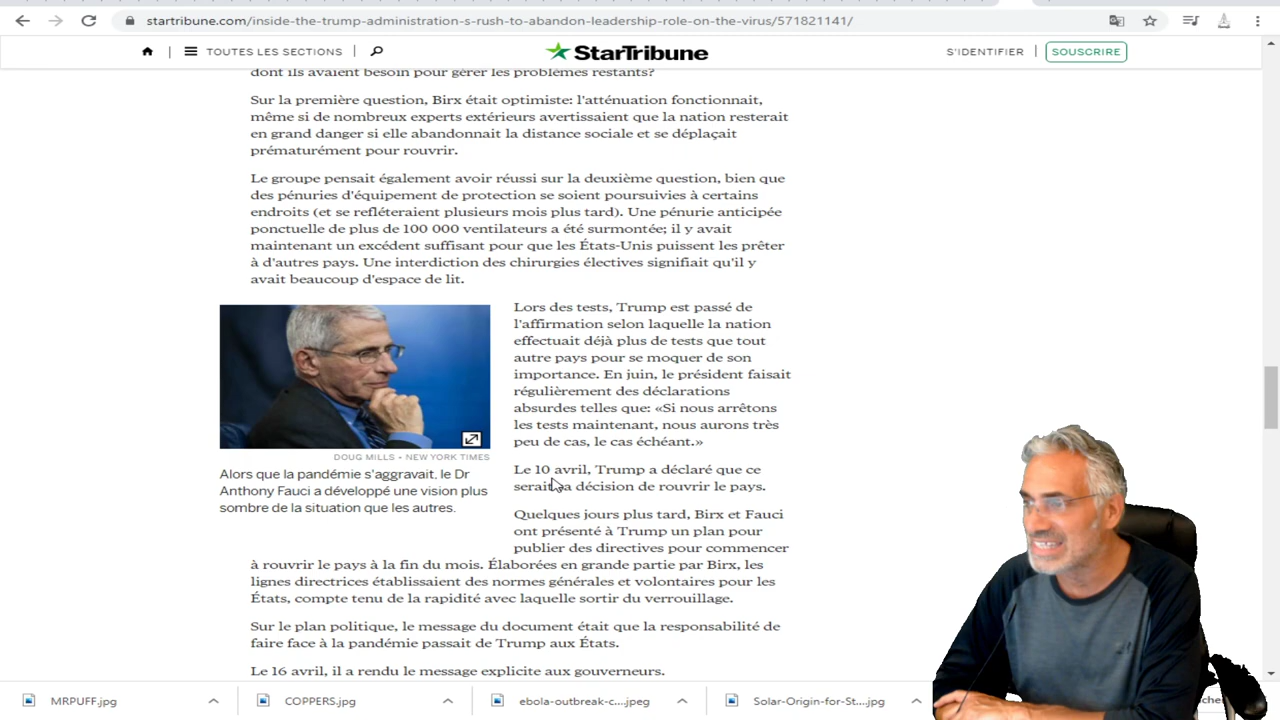 startribune.com/inside-the-trump-administration-s-rush-to-abandon-leadership-role-on-the-virus/571821141/
TOUTES LES SECTIONS
StarTribune
S'IDENTIFIER
SOUSCRIRE
dont ils avaient besoin pour gérer les problèmes restants?
Sur la première question, Birx était optimiste: l'atténuation fonctionnait,
même si de nombreux experts extérieurs avertissaient que la nation resterait
en grand danger si elle abandonnait la distance sociale et se déplaçait
prématurément pour rouvrir.
Le groupe pensait également avoir réussi sur la deuxième question, bien que
des pénuries d'équipement de protection se soient poursuivies à certains
endroits (et se refléteraient plusieurs mois plus tard). Une pénurie anticipée
ponctuelle de plus de 100 000 ventilateurs a été surmontée; il y avait
maintenant un excédent suffisant pour que les États-Unis puissent les prêter
à d'autres pays. Une interdiction des chirurgies électives signifiait qu'il y
avait beaucoup d'espace de lit.
Lors des tests, Trump est passé de
l'affirmation selon laquelle la nation
effectuait déjà plus de tests que tout
autre pays pour se moquer de son
importance. En juin, le président faisait
régulièrement des déclarations
absurdes telles que: «Si nous arrêtons
les tests maintenant, nous aurons très
peu de cas, le cas échéant.»
DOUG MILLS • NEW YORK TIMES
Alors que la pandémie s'aggravait, le Dr
Anthony Fauci a développé une vision plus
sombre de la situation que les autres.
Le 10 avril, Trump a déclaré que ce
serait sa décision de rouvrir le pays.
Quelques jours plus tard, Birx et Fauci
ont présenté à Trump un plan pour
publier des directives pour commencer
à rouvrir le pays à la fin du mois. Élaborées en grande partie par Birx, les
lignes directrices établissaient des normes générales et volontaires pour les
États, compte tenu de la rapidité avec laquelle sortir du verrouillage.
Sur le plan politique, le message du document était que la responsabilité de
faire face à la pandémie passait de Trump aux États.
Le 16 avril, il a rendu le message explicite aux gouverneurs.
MRPUFF.jpg
COPPERS.jpg
ebola-outbreak-c....jpeg
Solar-Origin-for-St....jpg